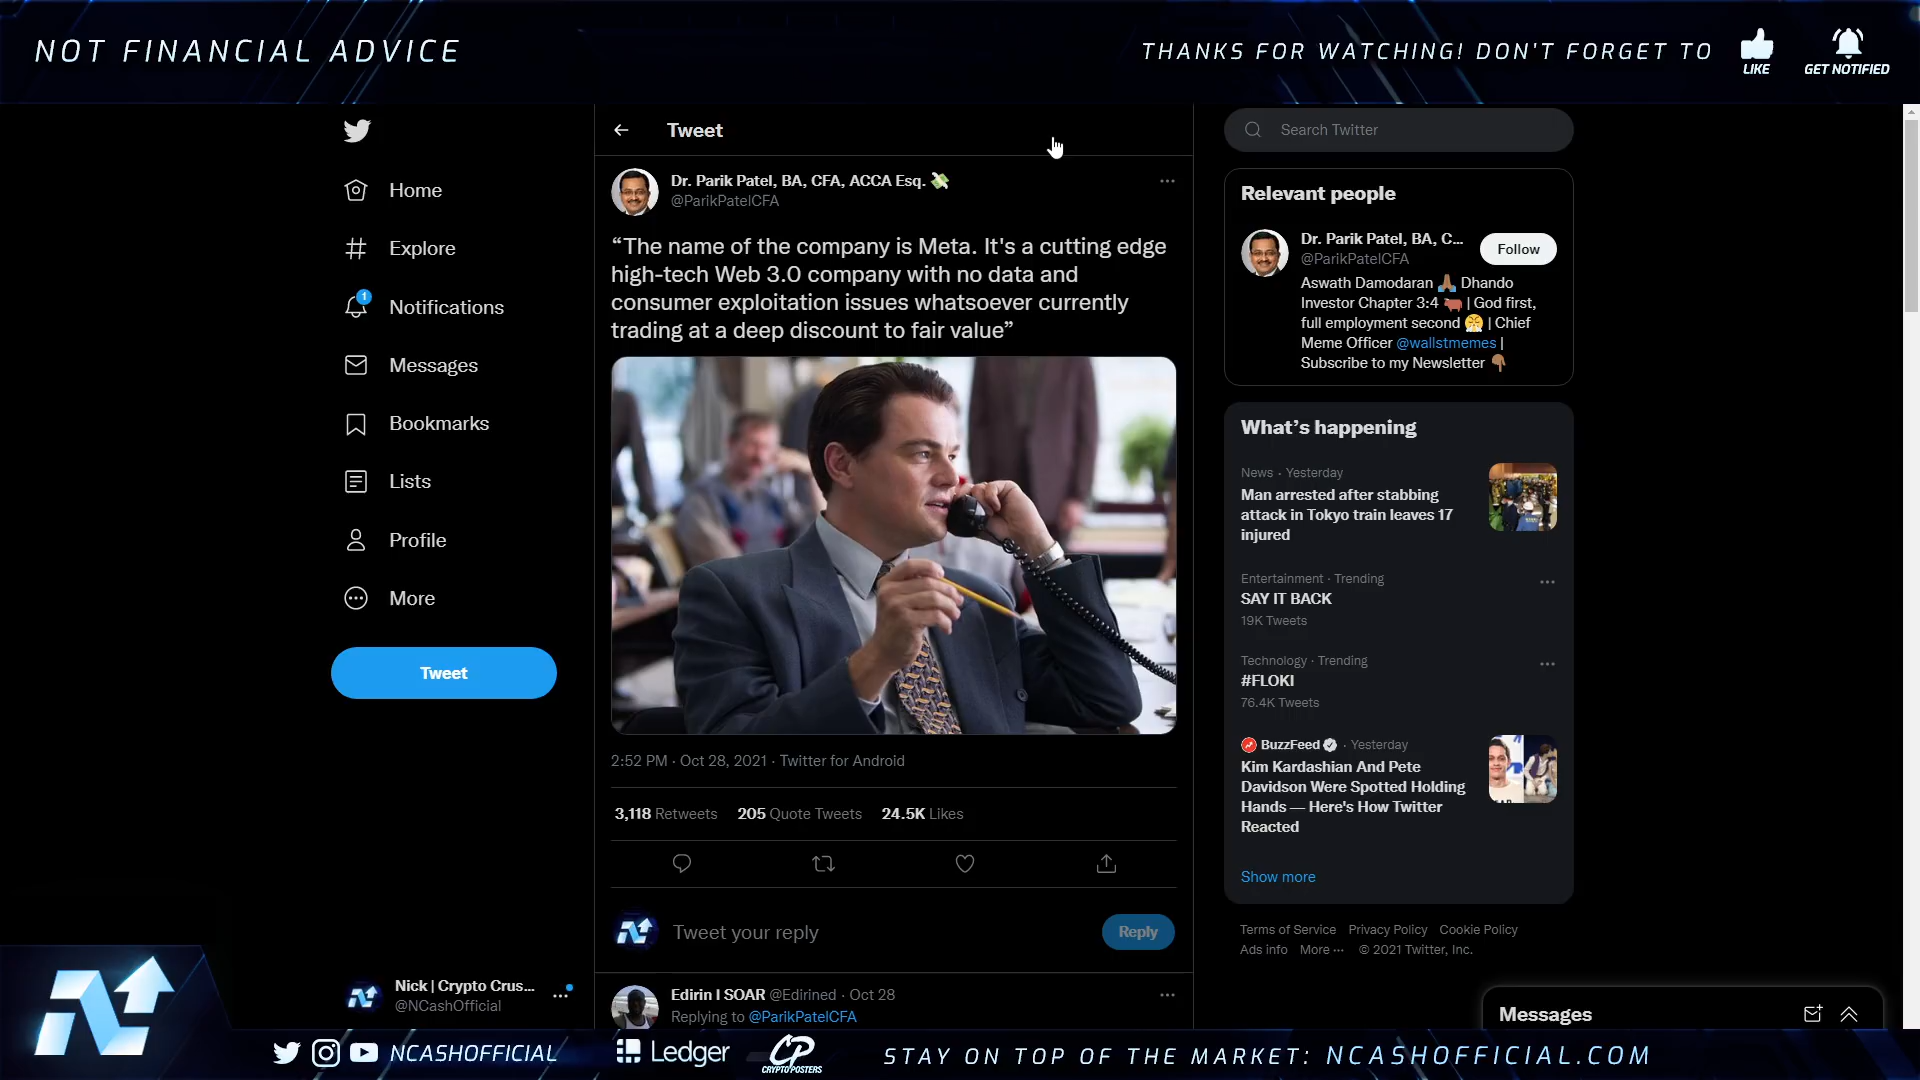 NOT FINANCIAL ADVICE
THANKS FOR WATCHING! DON'T FORGET TO
LIKE
GET NOTIFIED
Home
Explore
1
Notifications
Messages
Bookmarks
Lists
Profile
More
Tweet
Nick | Crypto Crus...
@NCashOfficial
Tweet
Dr. Parik Patel, BA, CFA, ACCA Esq. 💸
@ParikPatelCFA
“The name of the company is Meta. It's a cutting edge
high-tech Web 3.0 company with no data and
consumer exploitation issues whatsoever currently
trading at a deep discount to fair value”
2:52 PM · Oct 28, 2021 · Twitter for Android
3,118 Retweets 205 Quote Tweets 24.5K Likes
Tweet your reply
Reply
Edirin I SOAR @Edirined · Oct 28
Replying to @ParikPatelCFA
Search Twitter
Relevant people
Dr. Parik Patel, BA, C...
@ParikPatelCFA
Follow
Aswath Damodaran 🙏🏽 Dhando
Investor Chapter 3:4 🐂 | God first,
full employment second 😤 | Chief
Meme Officer @wallstmemes |
Subscribe to my Newsletter 👇🏽
What's happening
News · Yesterday
Man arrested after stabbing
attack in Tokyo train leaves 17
injured
Entertainment · Trending
SAY IT BACK
19K Tweets
Technology · Trending
#FLOKI
76.4K Tweets
BuzzFeed · Yesterday
Kim Kardashian And Pete
Davidson Were Spotted Holding
Hands — Here's How Twitter
Reacted
Show more
Terms of Service Privacy Policy Cookie Policy
Ads info More ··· © 2021 Twitter, Inc.
Messages
NCASHOFFICIAL
Ledger
CP
CRYPTOPOSTERS
STAY ON TOP OF THE MARKET: NCASHOFFICIAL.COM